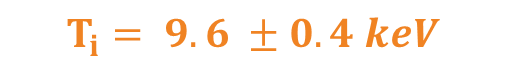 Tᵢ = 9.6 ± 0.4 keV